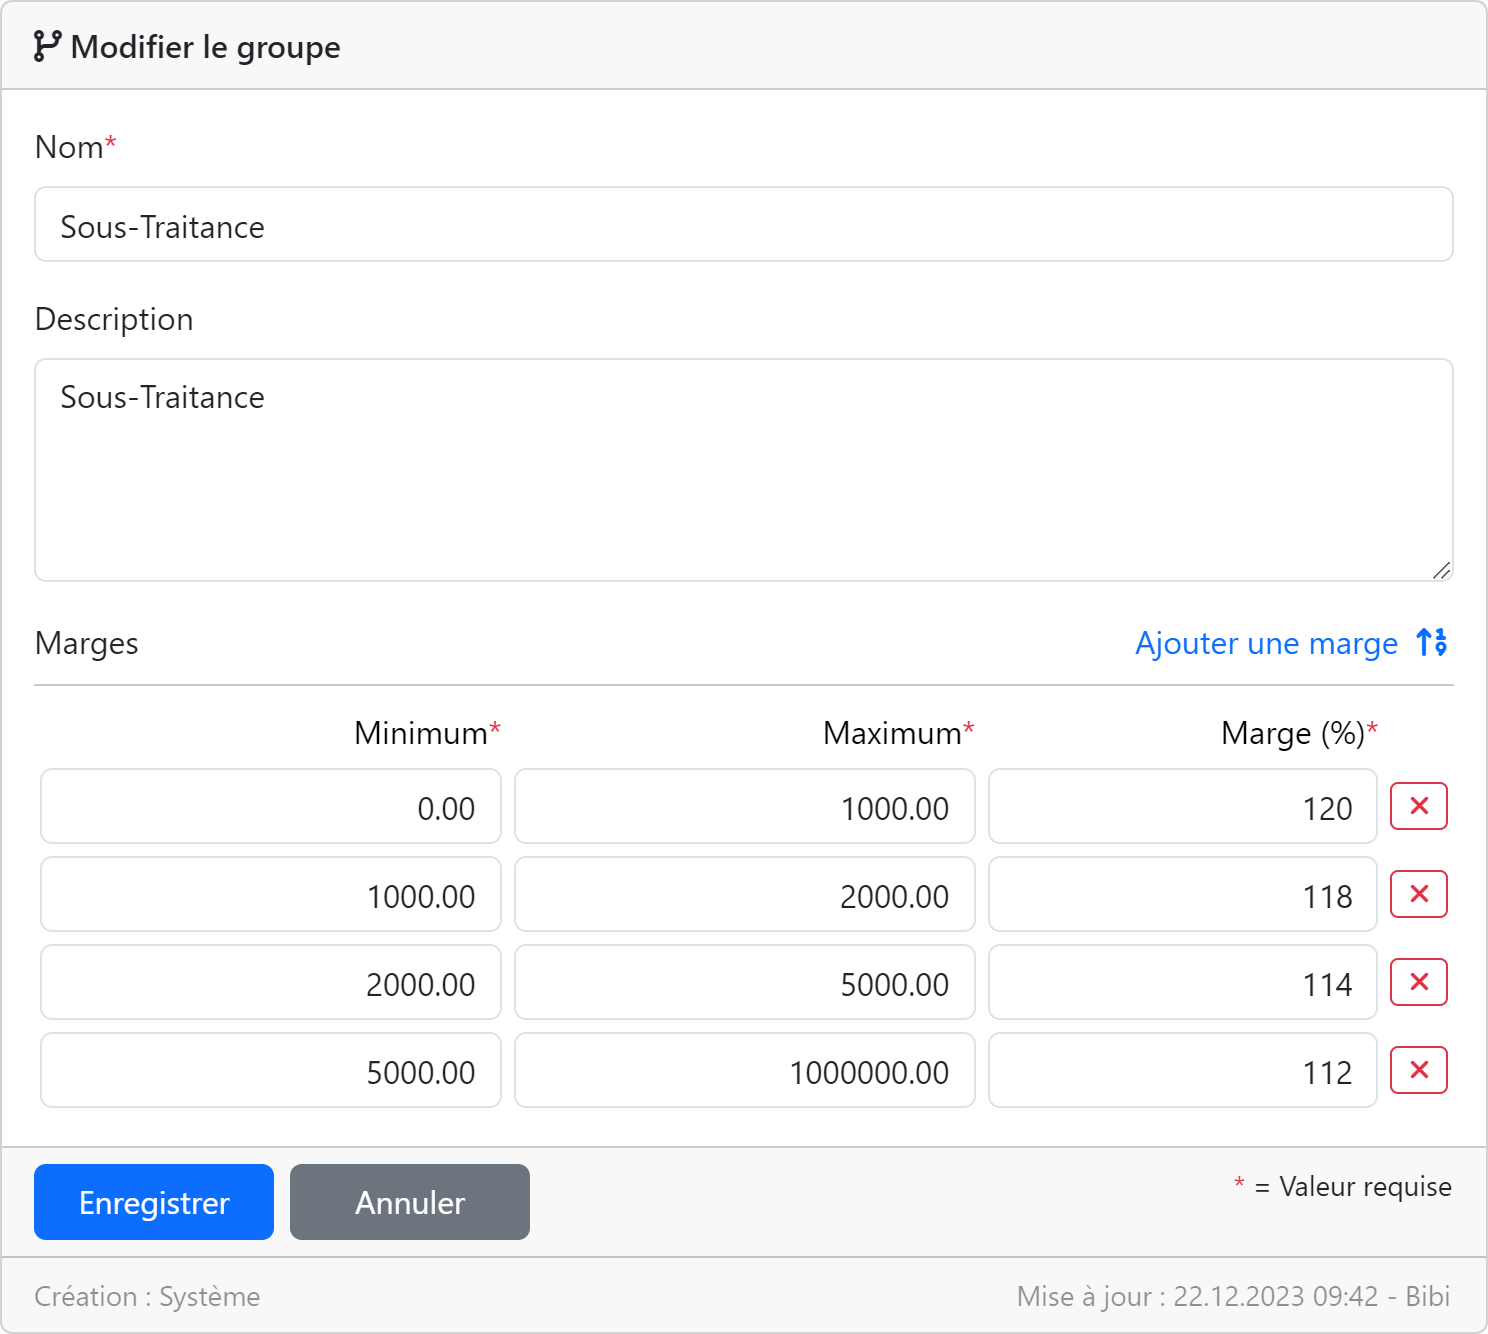 Modifier le groupe
Nom*
Sous-Traitance
Description
Sous-Traitance
Marges Ajouter une marge
Minimum* Maximum* Marge (%)*
0.00 1000.00 120
1000.00 2000.00 118
2000.00 5000.00 114
5000.00 1000000.00 112
Enregistrer Annuler * = Valeur requise
Création : Système Mise à jour : 22.12.2023 09:42 - Bibi